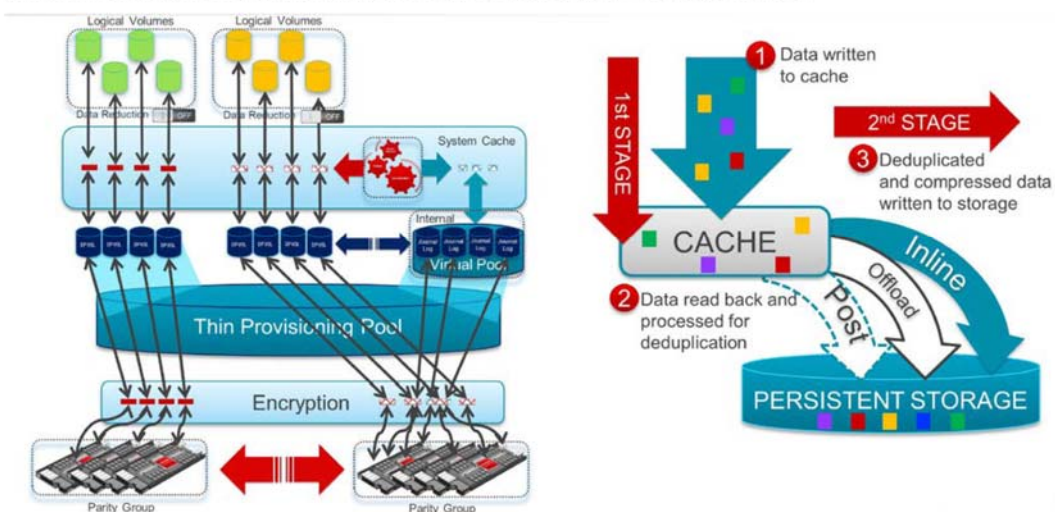 Logical Volumes
Logical Volumes
Data Reduction OFF
Data Reduction OFF
System Cache
Internal
DPVOL DPVOL DPVOL DPVOL
DPVOL DPVOL DPVOL DPVOL
Journal Log
Journal Log
Journal Log
Journal Log
Virtual Pool
Thin Provisioning Pool
Encryption
Parity Group
Parity Group
1st STAGE
1 Data written
to cache
2nd STAGE
3 Deduplicated
and compressed data
written to storage
CACHE
2 Data read back and
processed for
deduplication
Post
Offload
Inline
PERSISTENT STORAGE